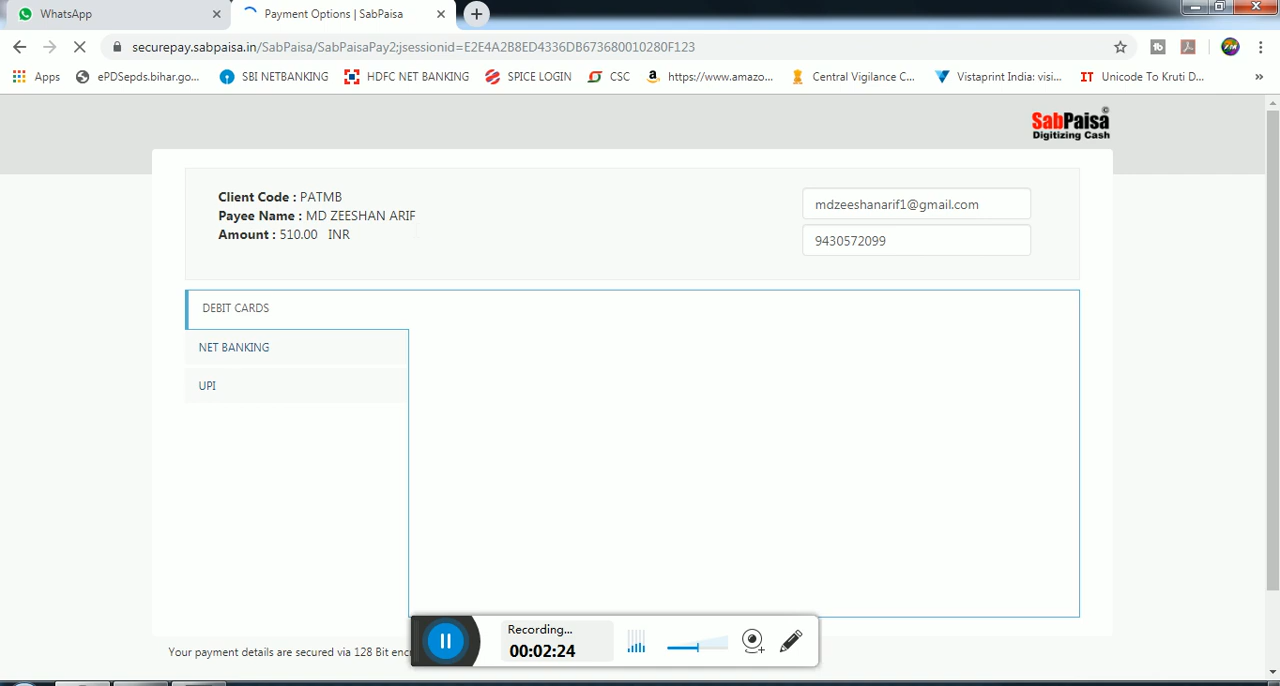 WhatsApp
Payment Options | SabPaisa
securepay.sabpaisa.in/SabPaisa/SabPaisaPay2;jsessionid=E2E4A2B8ED4336DB673680010280F123
Apps
ePDSepds.bihar.go...
SBI NETBANKING
HDFC NET BANKING
SPICE LOGIN
CSC
https://www.amazo...
Central Vigilance C...
Vistaprint India: visi...
IT Unicode To Kruti D...
SabPaisa©
Digitizing Cash
Client Code : PATMB
Payee Name : MD ZEESHAN ARIF
Amount : 510.00 INR
mdzeeshanarif1@gmail.com
9430572099
DEBIT CARDS
NET BANKING
UPI
Recording...
00:02:24
Your payment details are secured via 128 Bit